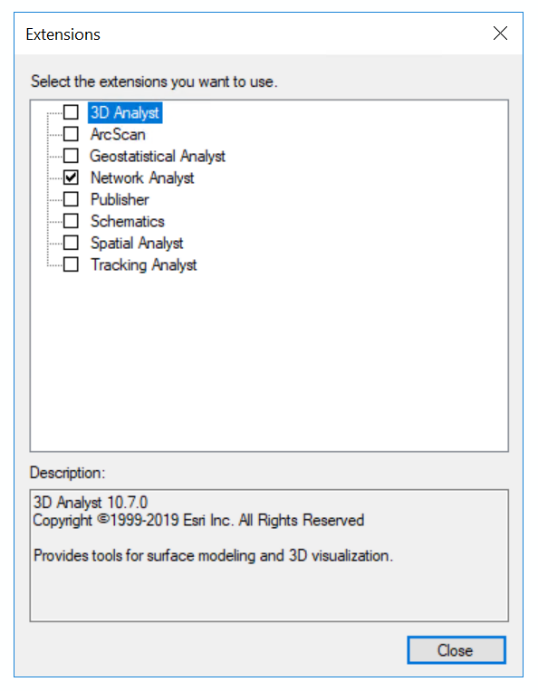 Extensions
Select the extensions you want to use.
3D Analyst
ArcScan
Geostatistical Analyst
Network Analyst
Publisher
Schematics
Spatial Analyst
Tracking Analyst
Description:
3D Analyst 10.7.0
Copyright ©1999-2019 Esri Inc. All Rights Reserved
Provides tools for surface modeling and 3D visualization.
Close